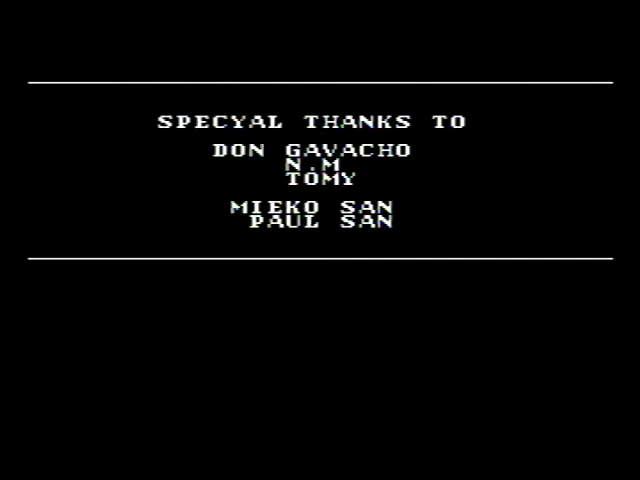 SPECYAL THANKS TO
DON GAVACHO
N.M
TOMY
MIEKO SAN
PAUL SAN